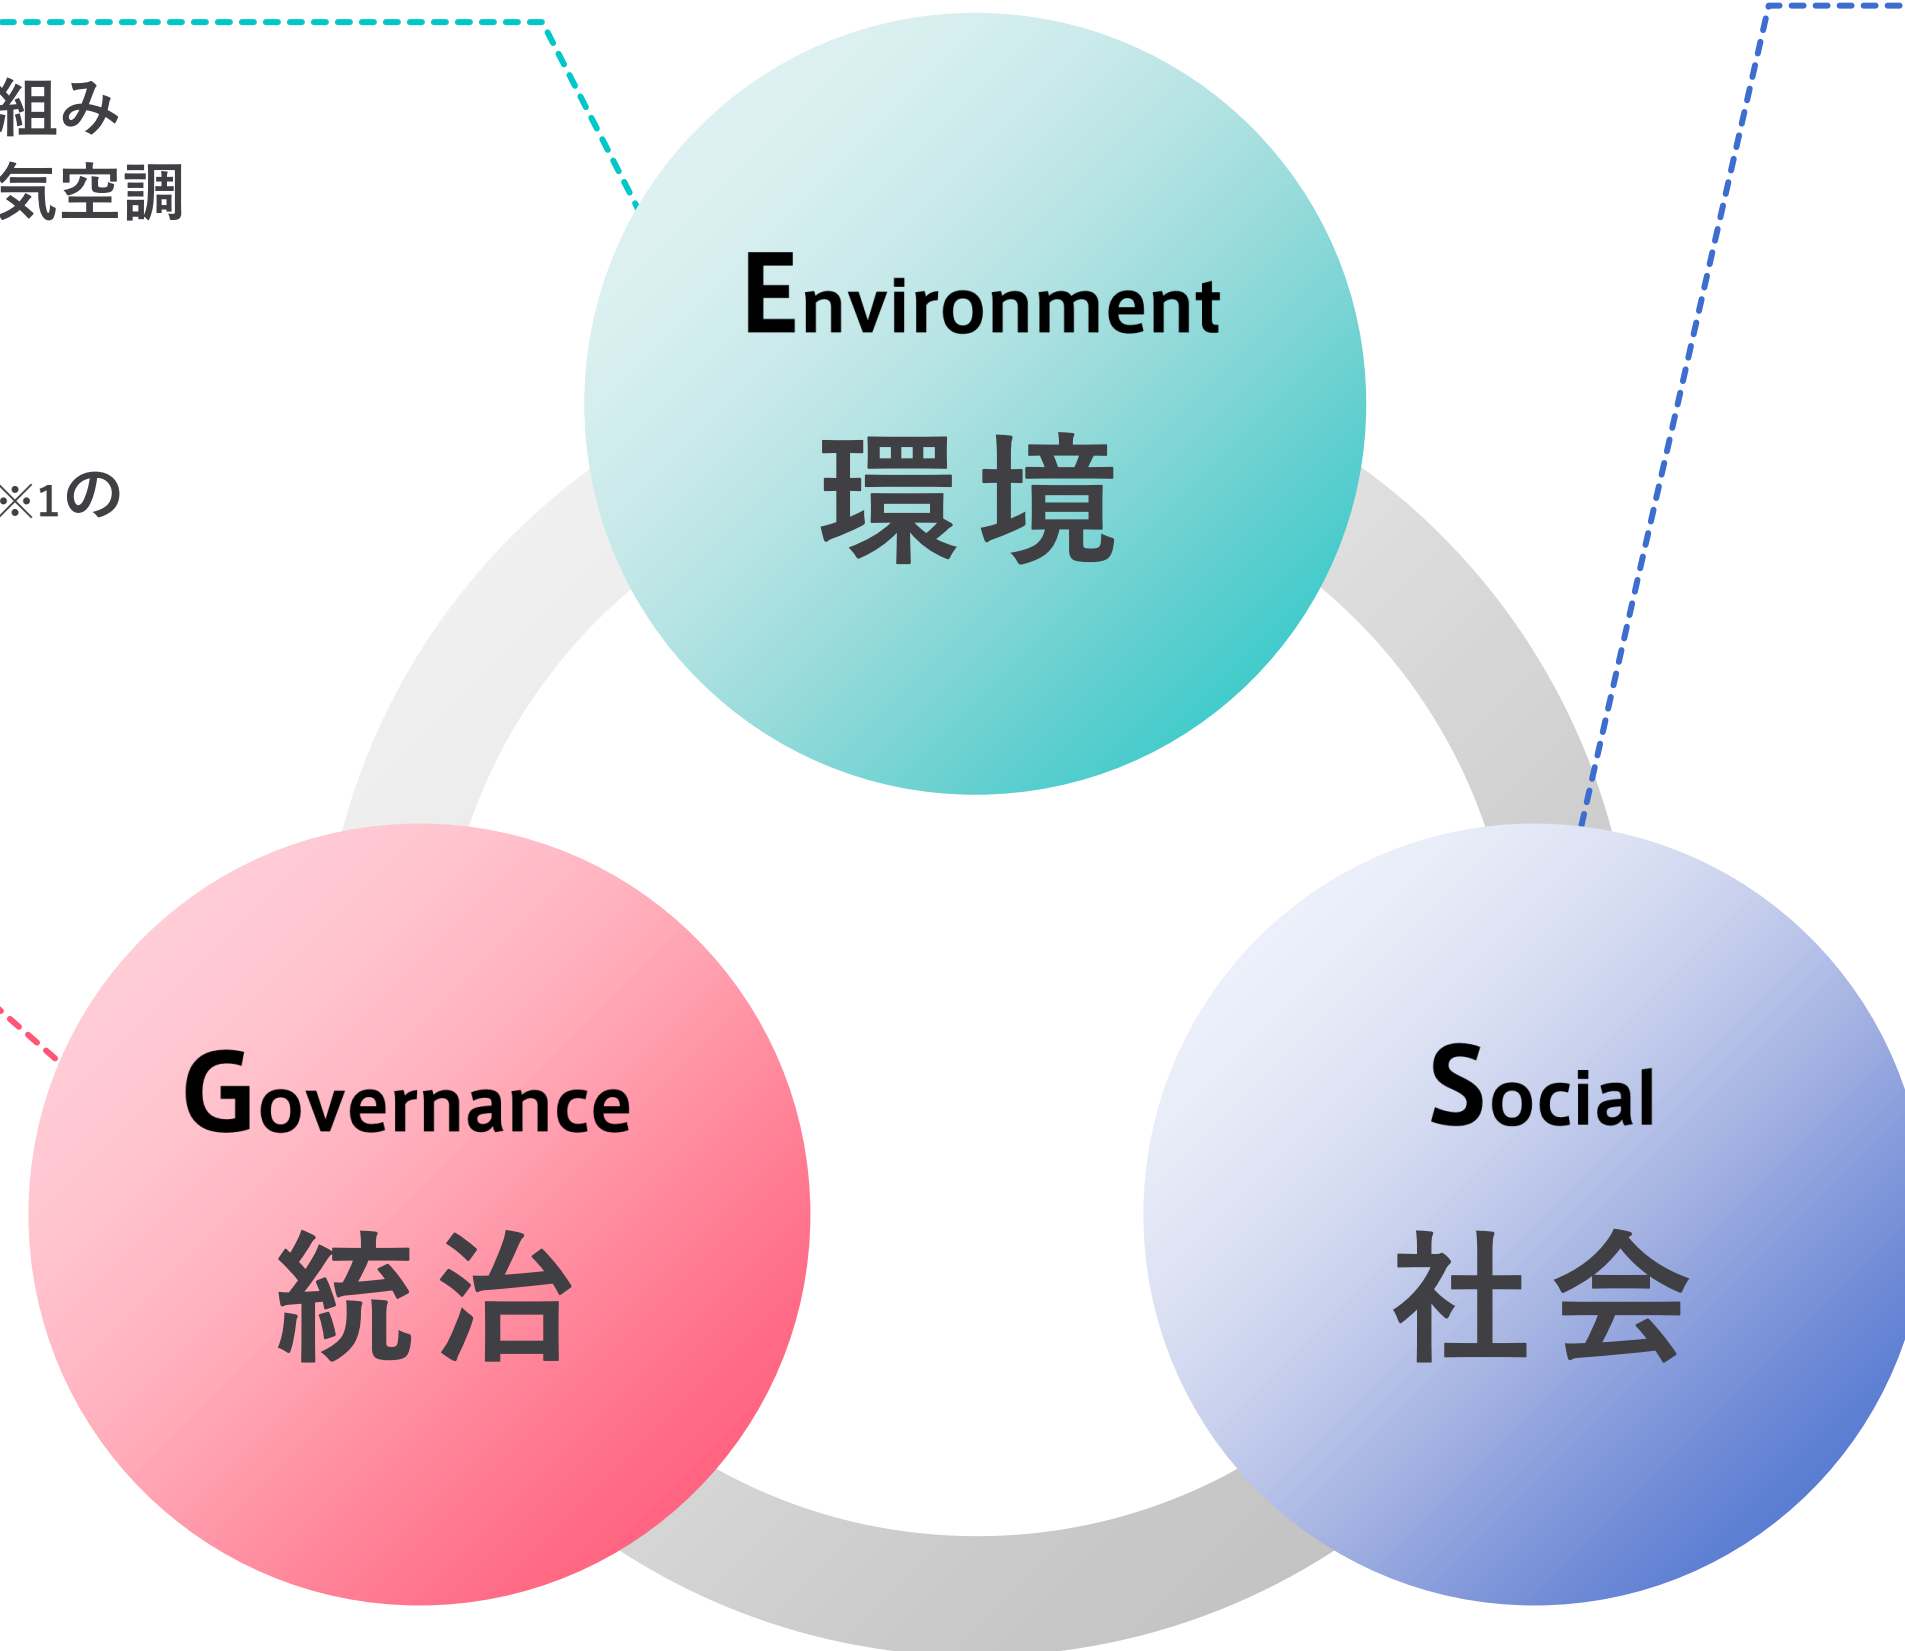 組み
気空調
※1の
Environment
環境
Governance
統治
Social
社会